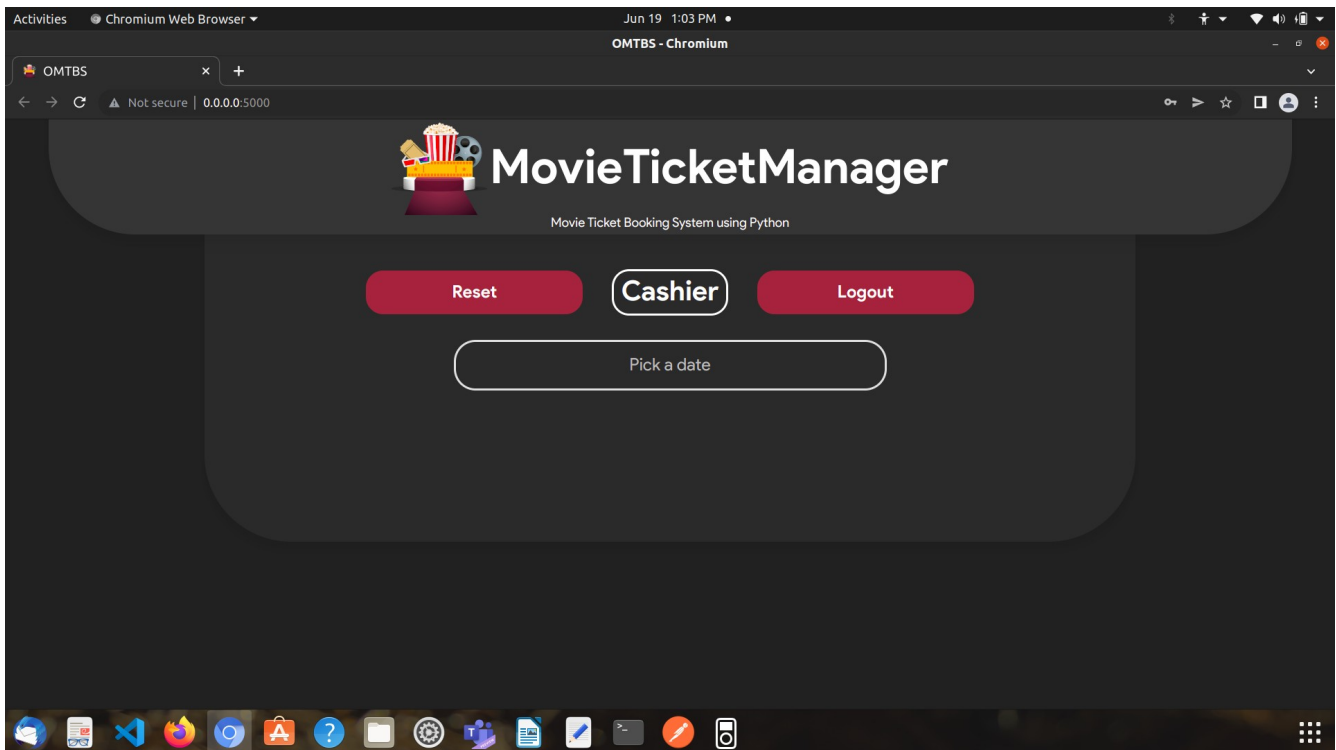 Activities Chromium Web Browser Jun 19 1:03 PM
OMTBS - Chromium
OMTBS
Not secure | 0.0.0.0:5000
MovieTicketManager
Movie Ticket Booking System using Python
Reset Cashier Logout
Pick a date